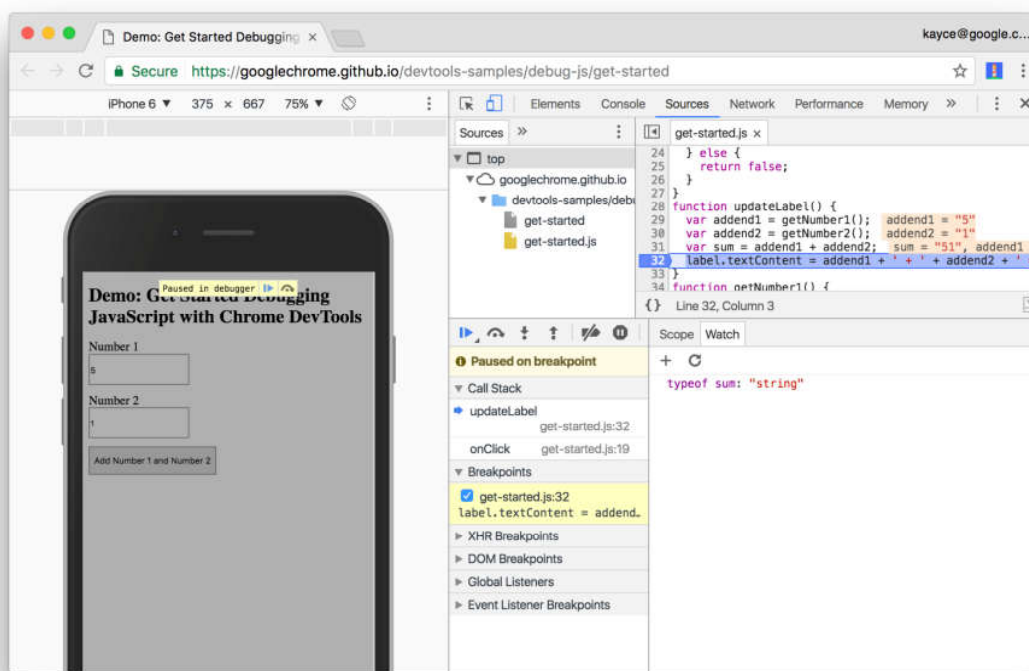 Demo: Get Started Debugging ×
kayce@google.c...
Secure https://googlechrome.github.io/devtools-samples/debug-js/get-started
iPhone 6 ▼ 375 × 667 75% ▼
Elements Console Sources Network Performance Memory »
Sources »
get-started.js ×
top
googlechrome.github.io
devtools-samples/debu
get-started
get-started.js
24 } else {
25 return false;
26 }
27 }
28 function updateLabel() {
29 var addend1 = getNumber1(); addend1 = "5"
30 var addend2 = getNumber2(); addend2 = "1"
31 var sum = addend1 + addend2; sum = "51", addend1
32 label.textContent = addend1 + ' + ' + addend2 + '
33 }
34 function getNumber1() {
{} Line 32, Column 3
Paused in debugger
Demo: Get Started Debugging
JavaScript with Chrome DevTools
Number 1
5
Number 2
1
Add Number 1 and Number 2
Paused on breakpoint
Call Stack
updateLabel
get-started.js:32
onClick get-started.js:19
Breakpoints
get-started.js:32
label.textContent = addend…
XHR Breakpoints
DOM Breakpoints
Global Listeners
Event Listener Breakpoints
Scope Watch
typeof sum: "string"